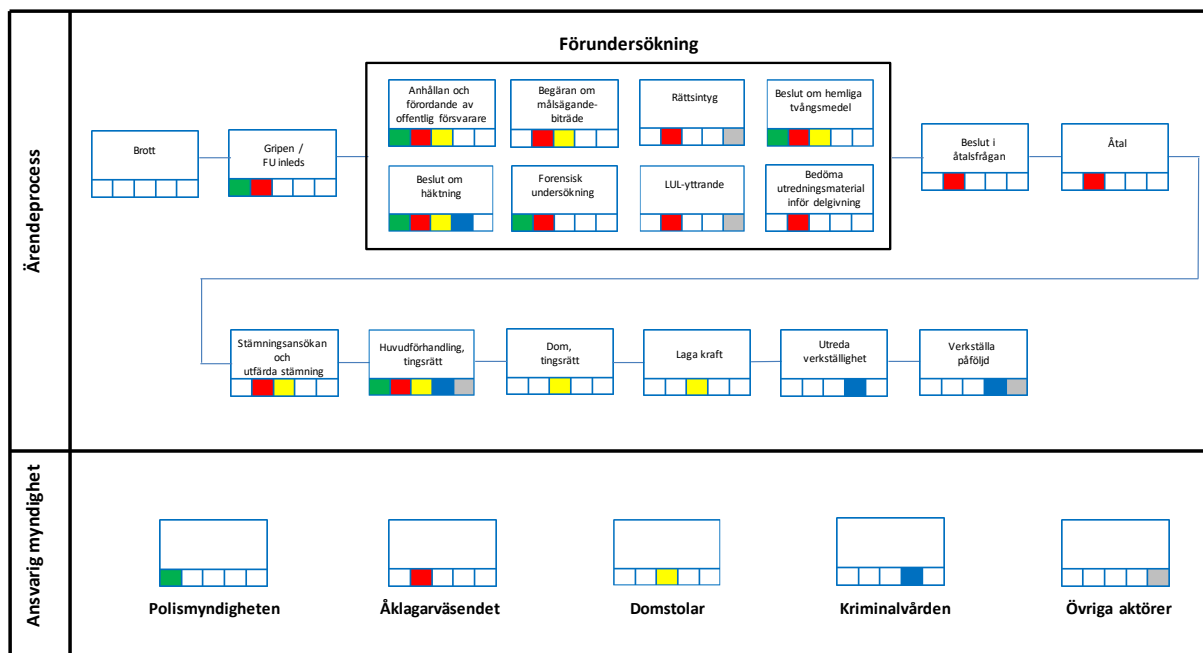 Ärendeprocess
Förundersökning
Brott
Gripen /
FU inleds
Anhållan och
förordande av
offentlig försvarare
Begäran om
målsägande-
biträde
Rättsintyg
Beslut om hemliga
tvångsmedel
Beslut om
häktning
Forensisk
undersökning
LUL-yttrande
Bedöma
utredningsmaterial
inför delgivning
Beslut i
åtalsfrågan
Åtal
Stämningsansökan
och
utfärda stämning
Huvudförhandling,
tingsrätt
Dom,
tingsrätt
Laga kraft
Utreda
verkställighet
Verkställa
påföljd
Ansvarig myndighet
Polismyndigheten
Åklagarväsendet
Domstolar
Kriminalvården
Övriga aktörer